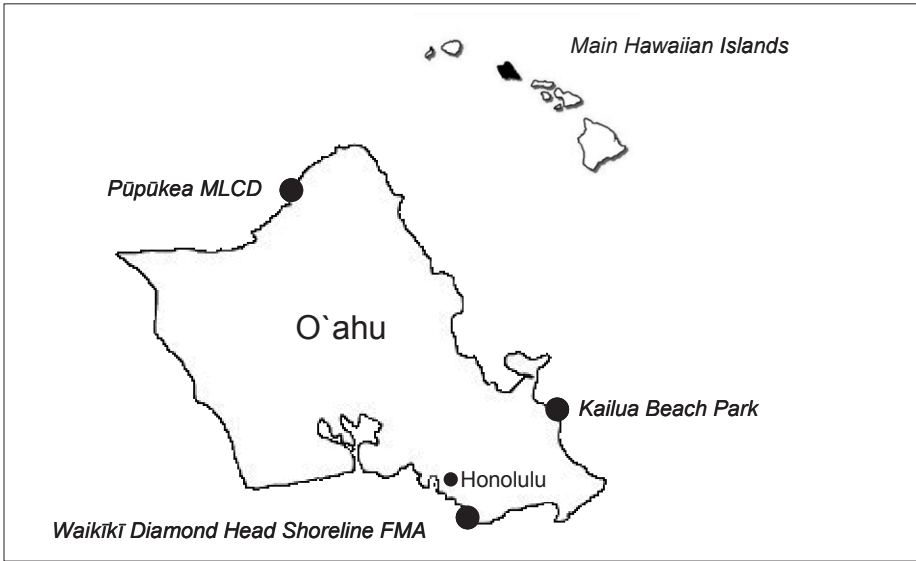 Main Hawaiian Islands
Pūpūkea MLCD
O`ahu
Kailua Beach Park
Honolulu
Waikīkī Diamond Head Shoreline FMA